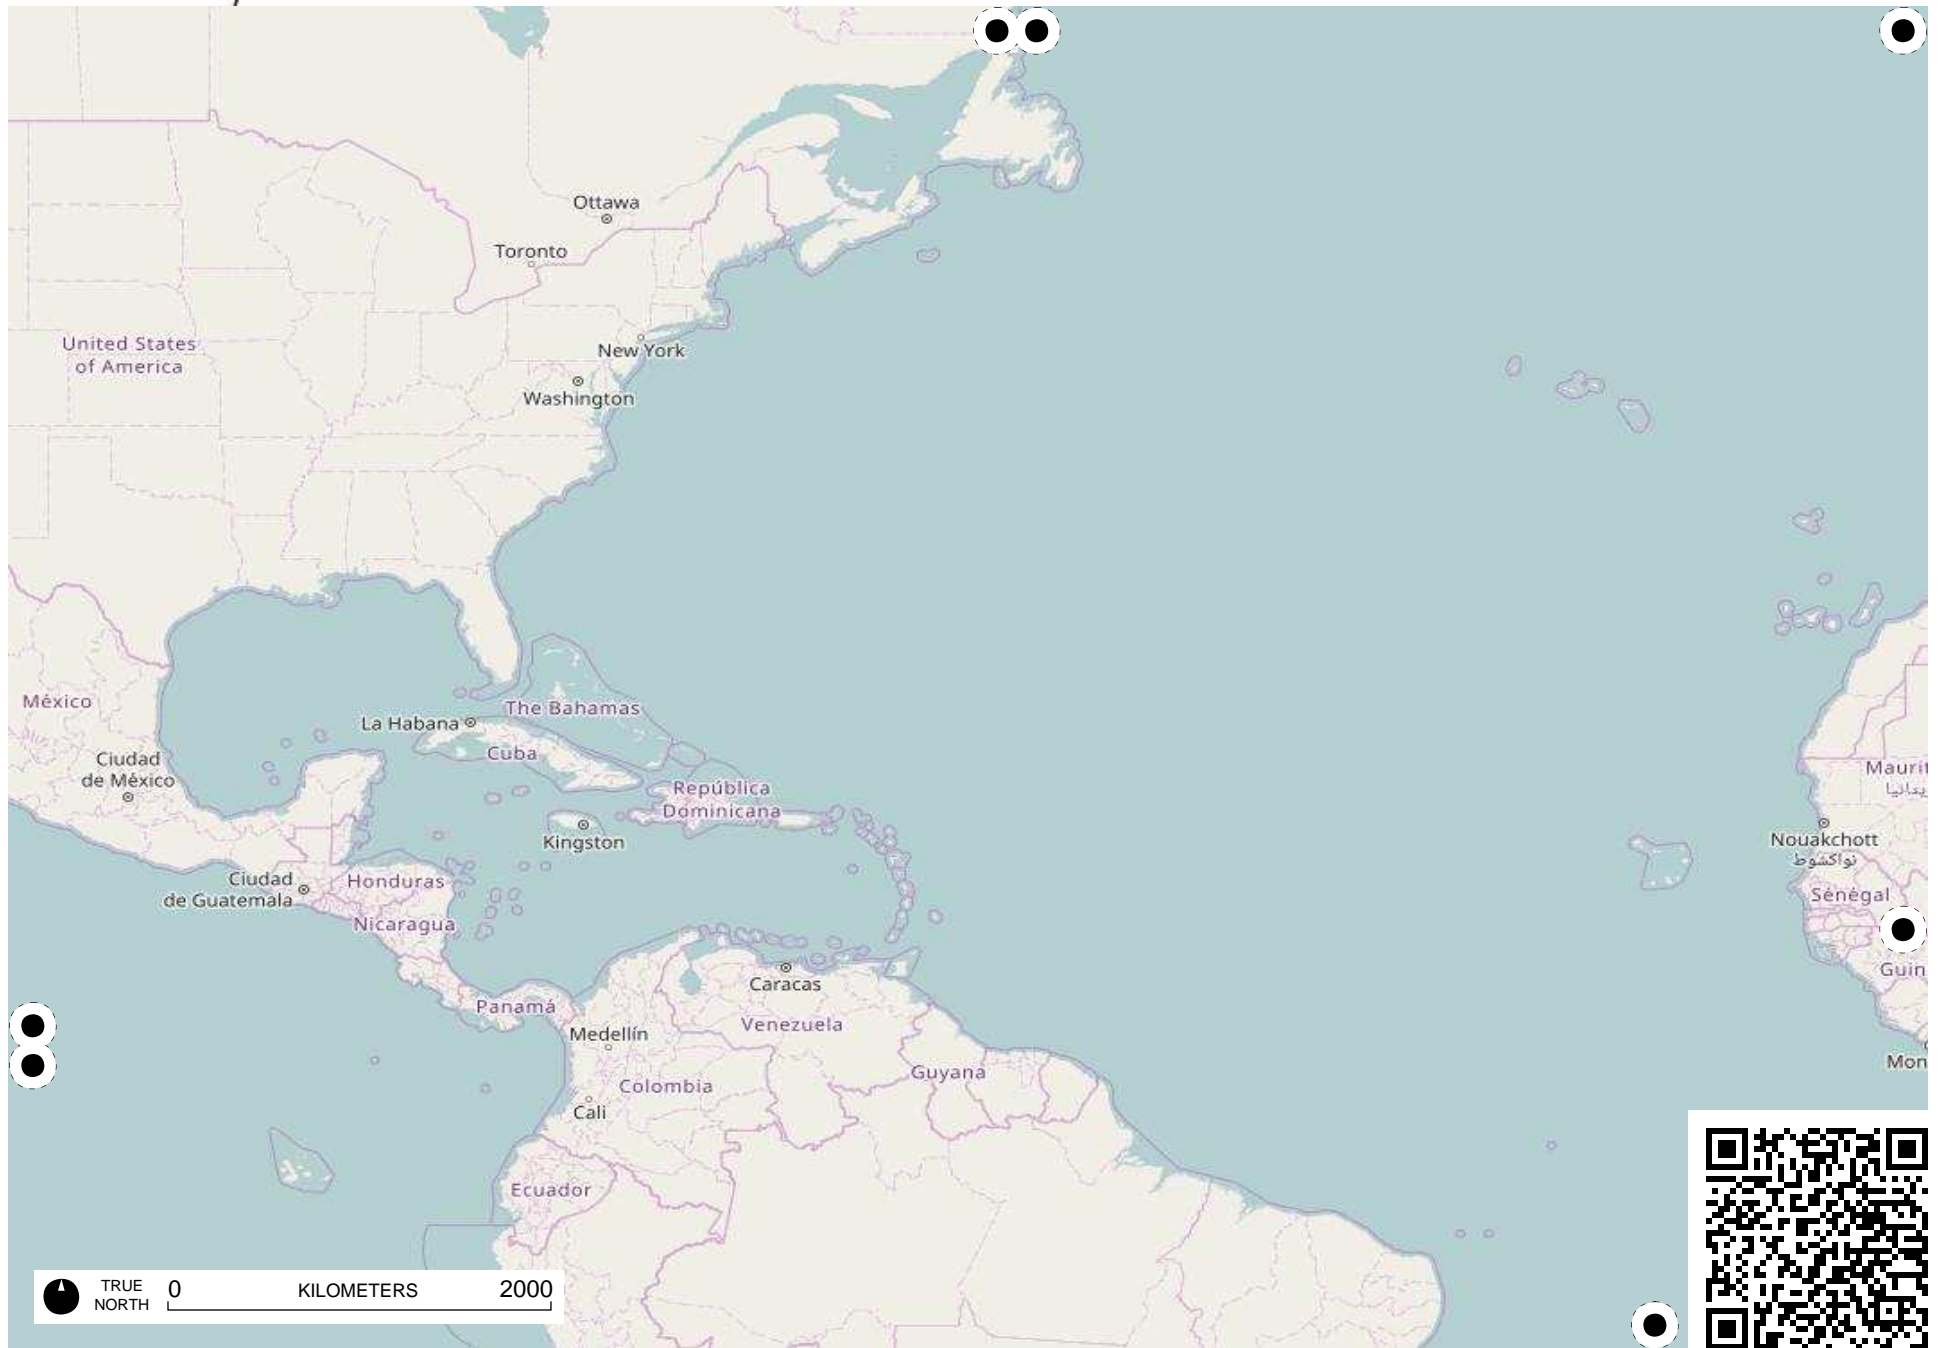 Ottawa
Toronto
United States
of America
New York
Washington
México
La Habana
The Bahamas
Cuba
Ciudad
de México
República
Dominicana
Kingston
Maurit
Nouakchott
نواكشوط
Ciudad
de Guatemala
Honduras
Sénégal
Nicaragua
Guin
Caracas
Panamá
Venezuela
Medellín
Mon
Guyana
Colombia
Cali
Ecuador
TRUE
NORTH
0 KILOMETERS 2000